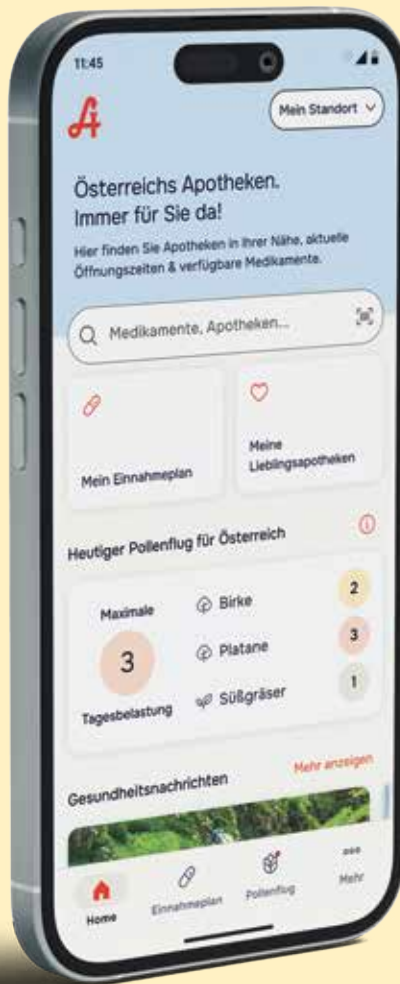 11:45
Mein Standort
Österreichs Apotheken.
Immer für Sie da!
Hier finden Sie Apotheken in Ihrer Nähe, aktuelle
Öffnungszeiten & verfügbare Medikamente.
Medikamente, Apotheken...
Mein Einnahmeplan
Meine
Lieblingsapotheken
Heutiger Pollenflug für Österreich
Maximale
3
Tagesbelastung
Birke
2
Platane
3
Süßgräser
1
Gesundheitsnachrichten
Mehr anzeigen
Home
Einnahmeplan
Pollenflug
Mehr